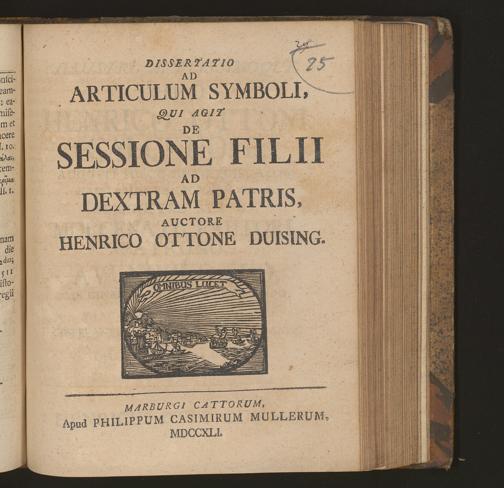 25
DISSERTATIO
AD
ARTICULUM SYMBOLI,
QUI AGIT
DE
SESSIONE FILII
AD
DEXTRAM PATRIS,
AUCTORE
HENRICO OTTONE DUISING.
OMNIBUS LUCET
MARBURGI CATTORUM,
Apud PHILIPPUM CASIMIRUM MULLERUM,
MDCCXLI.